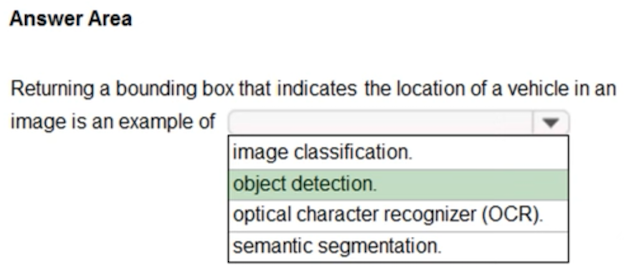 Answer Area
Returning a bounding box that indicates the location of a vehicle in an
image is an example of
image classification.
object detection.
optical character recognizer (OCR).
semantic segmentation.